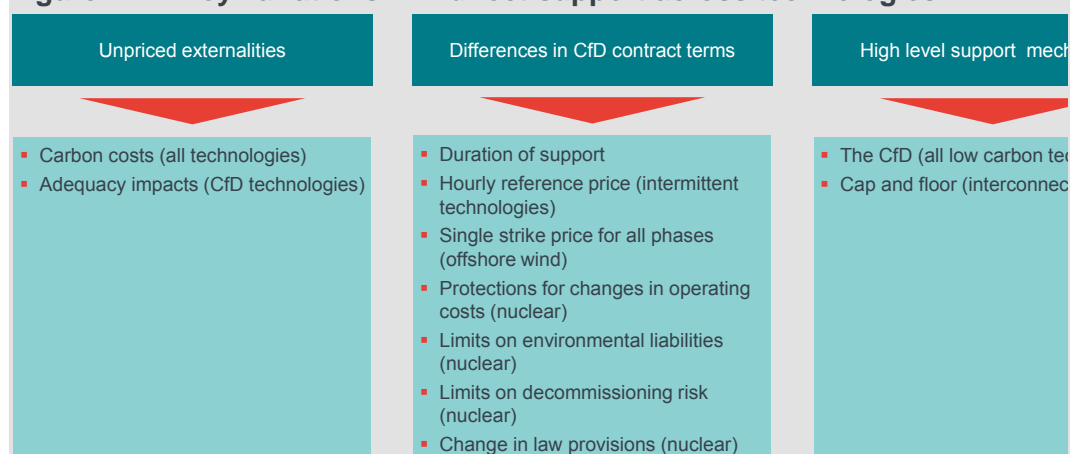 Unpriced externalities
Carbon costs (all technologies)
Adequacy impacts (CfD technologies)
Differences in CfD contract terms
Duration of support
Hourly reference price (intermittent
technologies)
Single strike price for all phases
(offshore wind)
Protections for changes in operating
costs (nuclear)
Limits on environmental liabilities
(nuclear)
Limits on decommissioning risk
(nuclear)
Change in law provisions (nuclear)
High level support
The CfD (all low carbon
Cap and floor